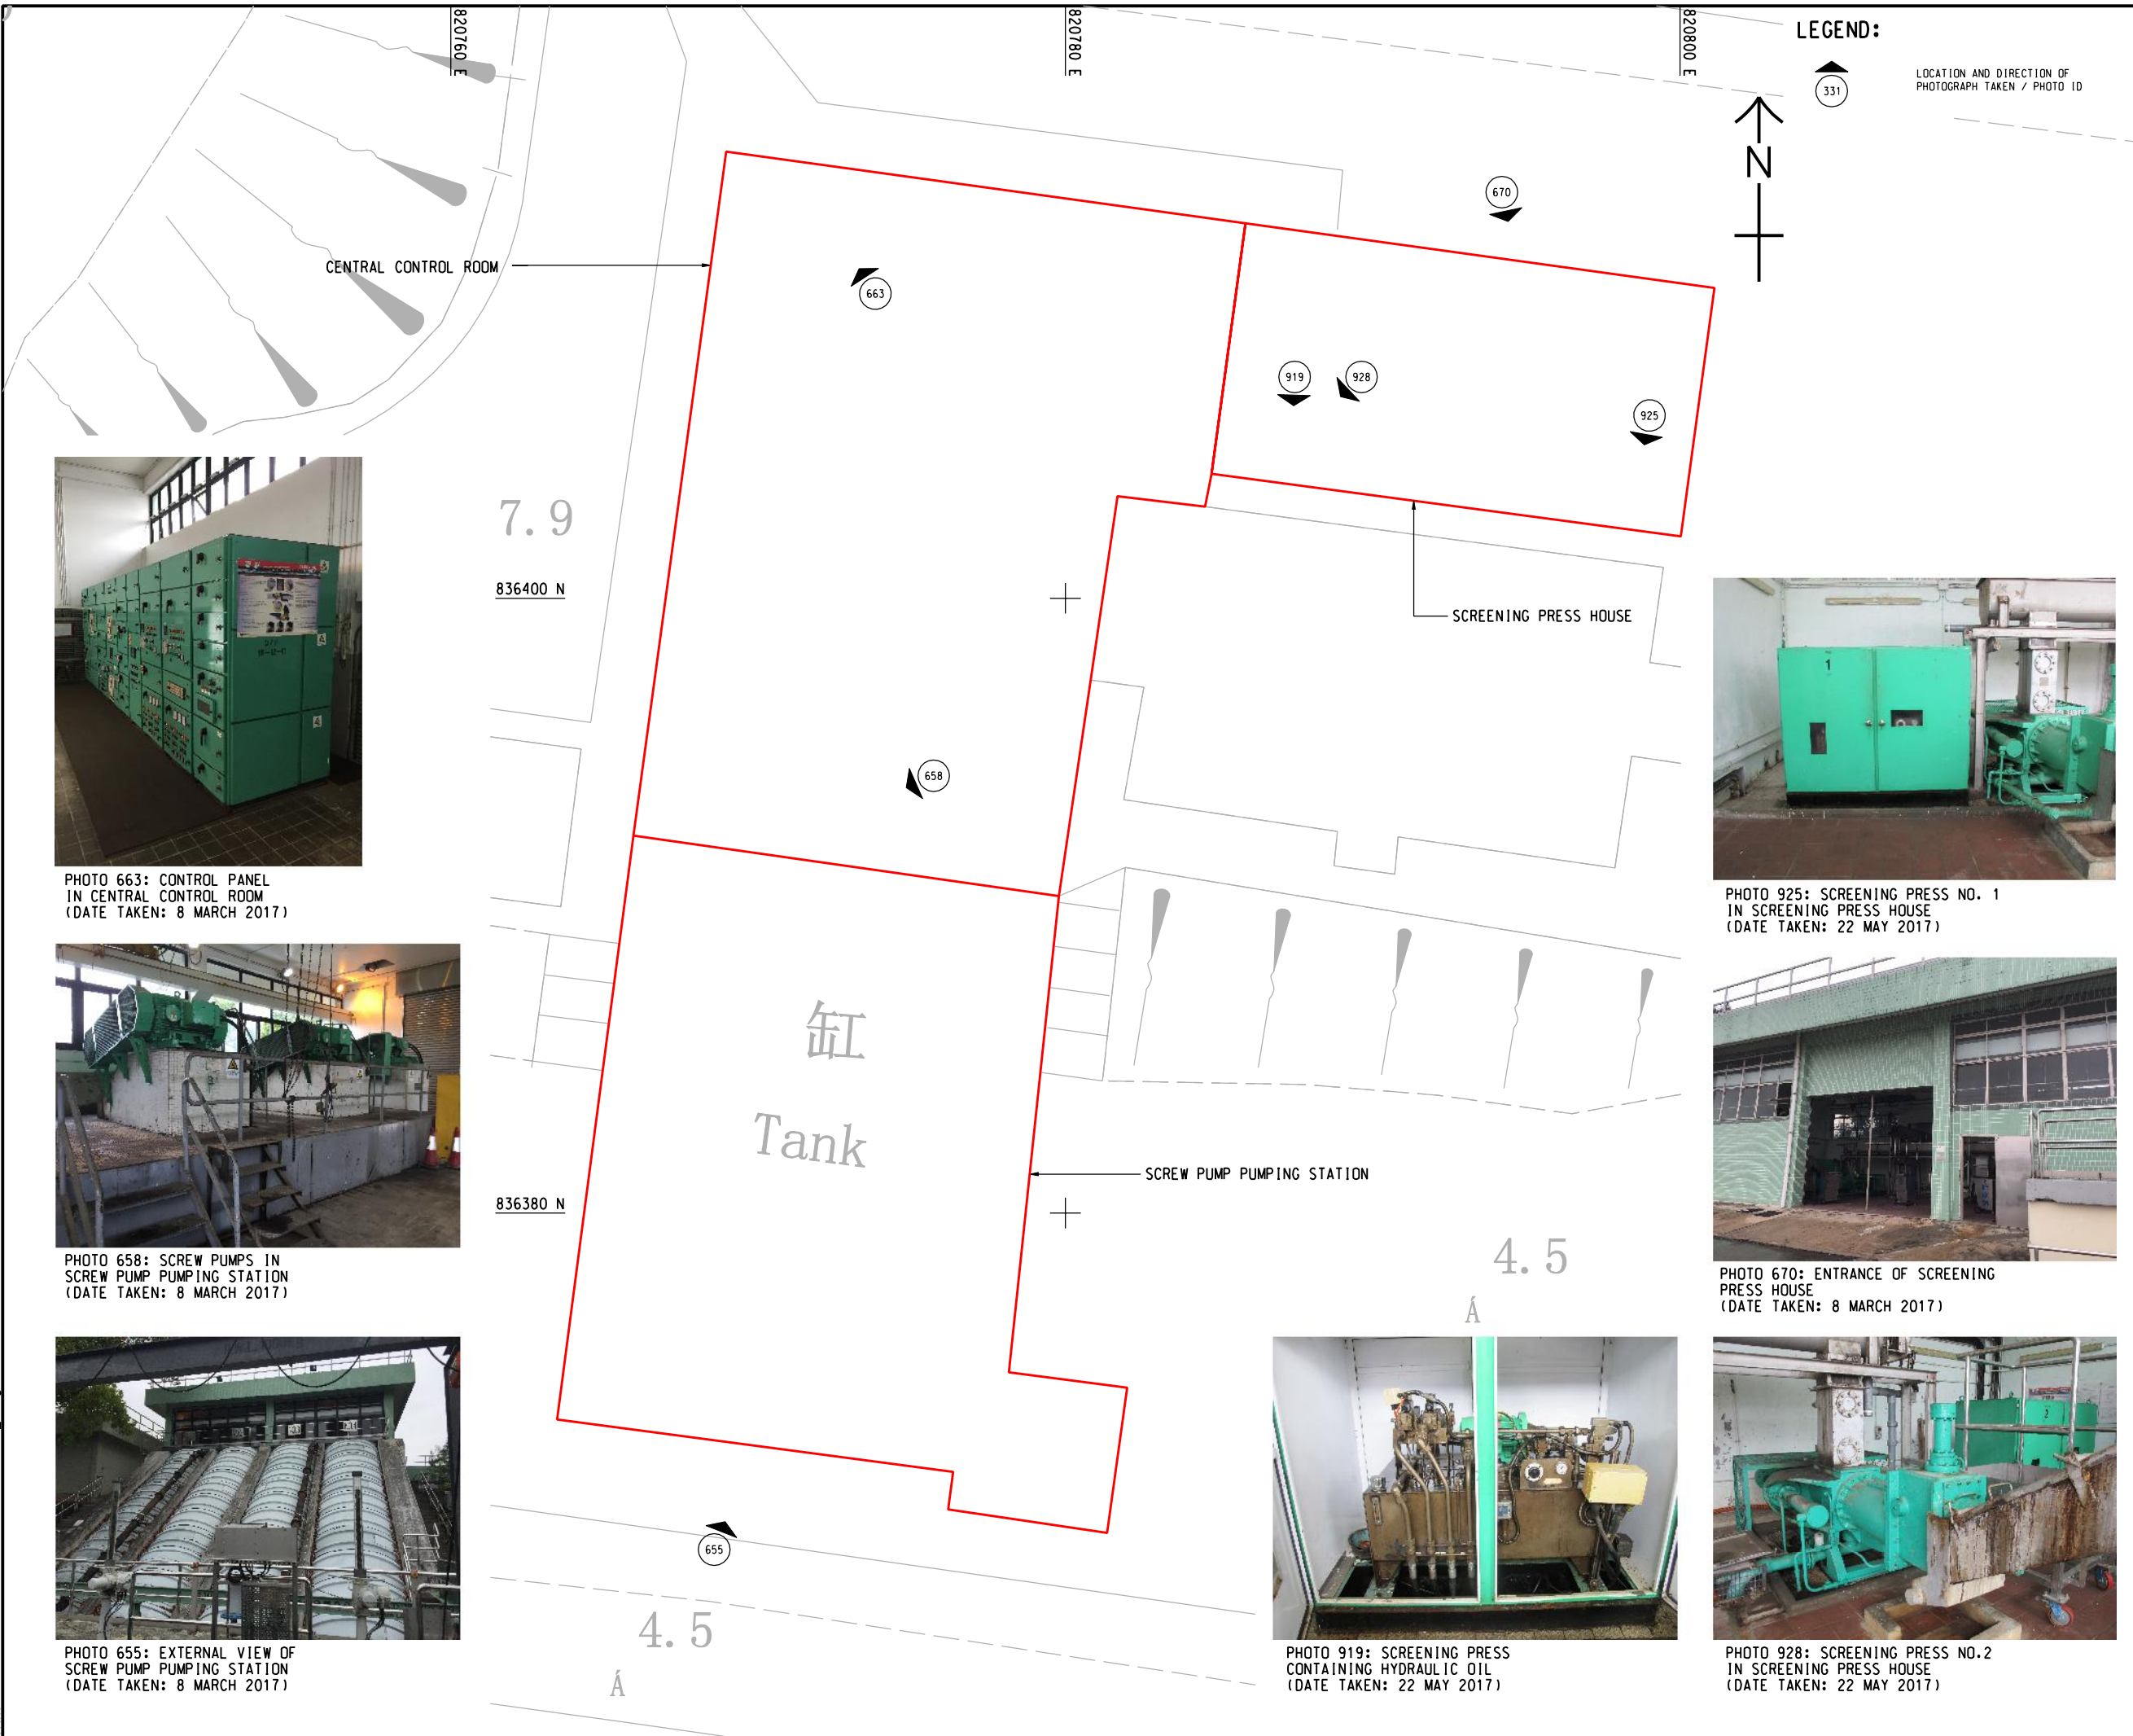 820760 E
820780 E
820800 E
LEGEND:
331
LOCATION AND DIRECTION OF
PHOTOGRAPH TAKEN / PHOTO ID
N
670
CENTRAL CONTROL ROOM
663
919
928
925
7.9
836400 N
SCREENING PRESS HOUSE
1
658
PHOTO 663: CONTROL PANEL
IN CENTRAL CONTROL ROOM
(DATE TAKEN: 8 MARCH 2017)
PHOTO 925: SCREENING PRESS NO. 1
IN SCREENING PRESS HOUSE
(DATE TAKEN: 22 MAY 2017)
缸
Tank
SCREW PUMP PUMPING STATION
836380 N
4.5
Á
PHOTO 658: SCREW PUMPS IN
SCREW PUMP PUMPING STATION
(DATE TAKEN: 8 MARCH 2017)
PHOTO 670: ENTRANCE OF SCREENING
PRESS HOUSE
(DATE TAKEN: 8 MARCH 2017)
655
4.5
Á
PHOTO 655: EXTERNAL VIEW OF
SCREW PUMP PUMPING STATION
(DATE TAKEN: 8 MARCH 2017)
PHOTO 919: SCREENING PRESS
CONTAINING HYDRAULIC OIL
(DATE TAKEN: 22 MAY 2017)
2
PHOTO 928: SCREENING PRESS NO.2
IN SCREENING PRESS HOUSE
(DATE TAKEN: 22 MAY 2017)